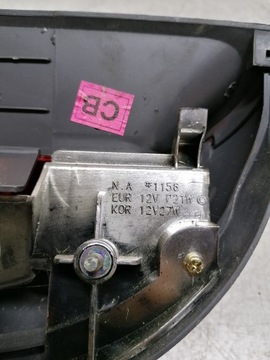 CB
N.A #1156
EUR 12V P21W
KOR 12V27W